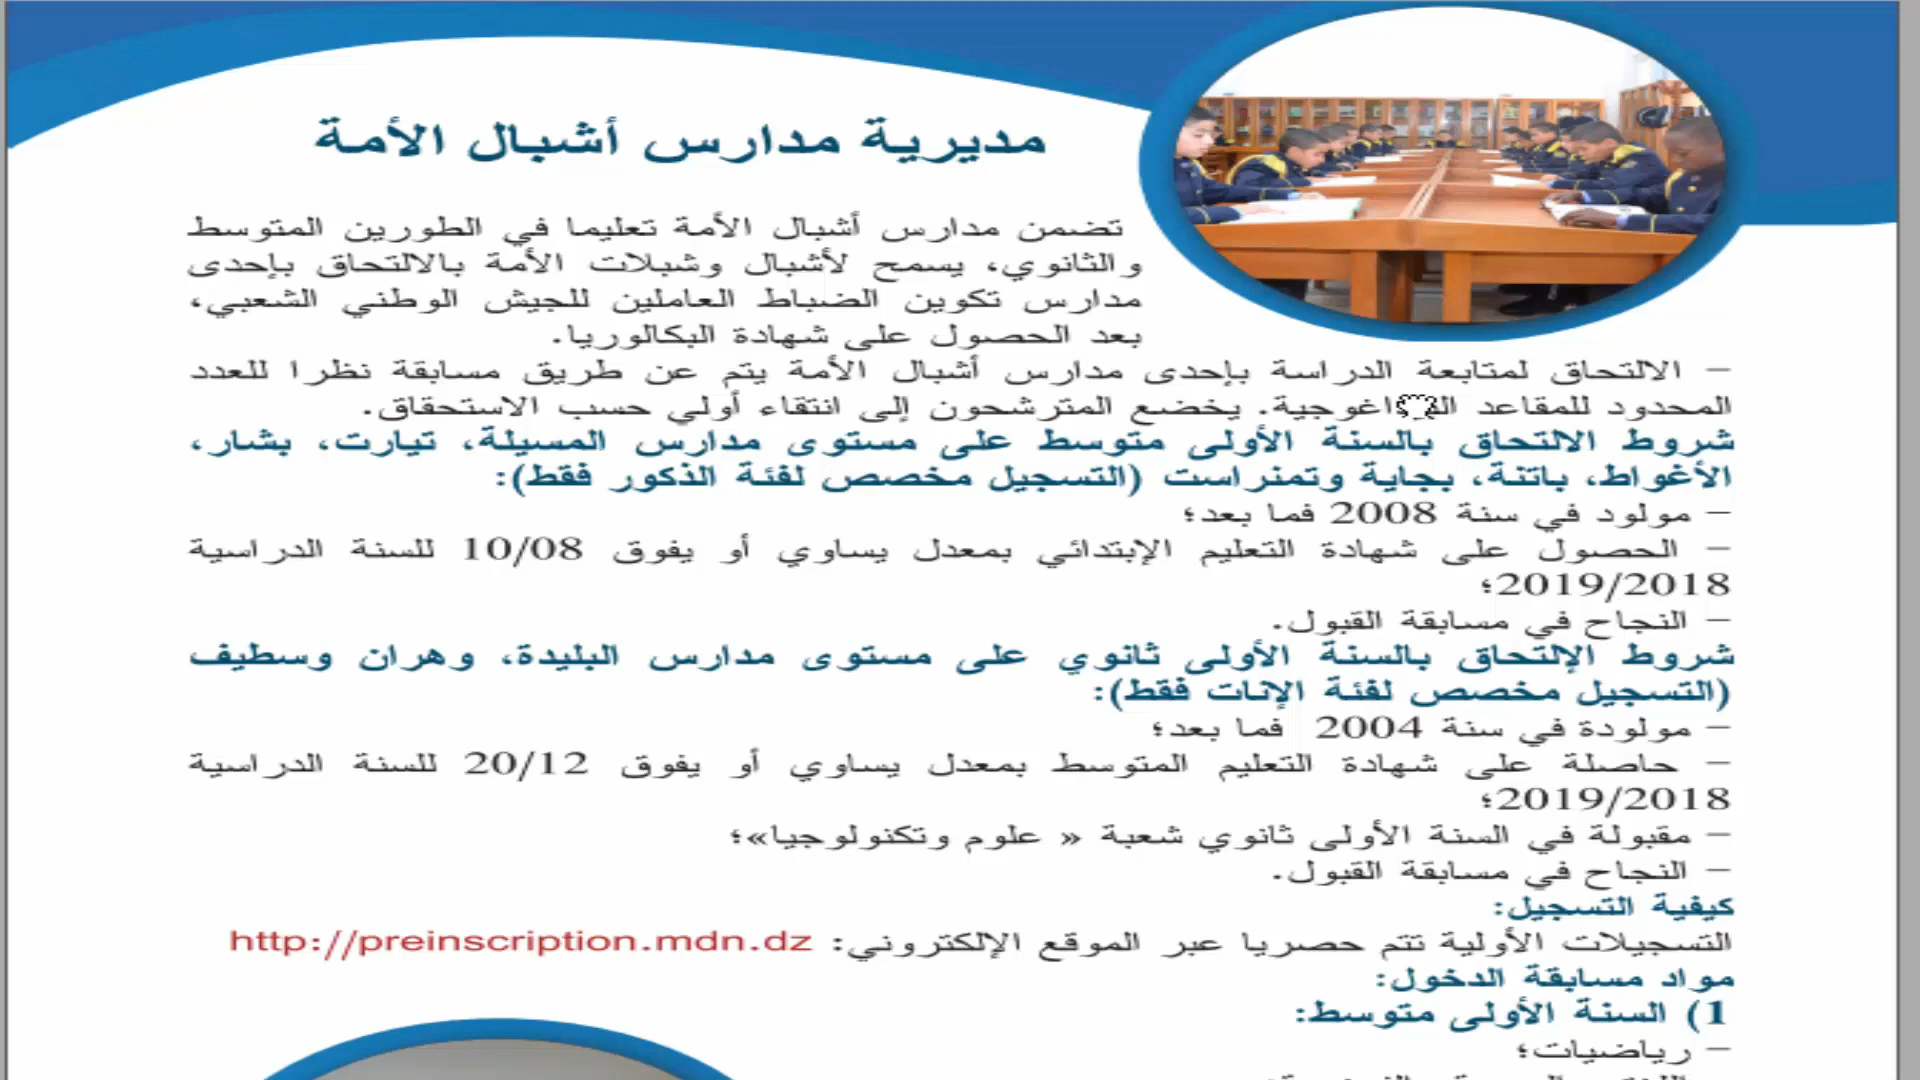 مديرية مدارس أشبال الأمة
تضمن مدارس أشبال الأمة تعليما في الطورين المتوسط
والثانوي، يسمح لأشبال وشبلات الأمة بالالتحاق بإحدى
مدارس تكوين الضباط العاملين للجيش الوطني الشعبي،
بعد الحصول على شهادة البكالوريا.
– الالتحاق لمتابعة الدراسة بإحدى مدارس أشبال الأمة يتم عن طريق مسابقة نظرا للعدد
المحدود للمقاعد يخضع المترشحون إلى انتقاء أولي حسب الاستحقاق.
شروط الالتحاق بالسنة الأولى متوسط على مستوى مدارس المسيلة، تيارت، بشار،
الأغواط، باتنة، بجاية وتمنراست (التسجيل مخصص لفئة الذكور فقط):
– مولود في سنة 2008 فما بعد؛
– الحصول على شهادة التعليم الإبتدائي بمعدل يساوي أو يفوق 10/08 للسنة الدراسية
2019/2018؛
– النجاح في مسابقة القبول.
شروط الإلتحاق بالسنة الأولى ثانوي على مستوى مدارس البليدة، وهران وسطيف
(التسجيل مخصص لفئة الإناث فقط):
– مولودة في سنة 2004 فما بعد؛
– حاصلة على شهادة التعليم المتوسط بمعدل يساوي أو يفوق 20/12 للسنة الدراسية
2019/2018؛
– مقبولة في السنة الأولى ثانوي شعبة « علوم وتكنولوجيا»؛
– النجاح في مسابقة القبول.
كيفية التسجيل:
التسجيلات الأولية تتم حصريا عبر الموقع الإلكتروني: http://preinscription.mdn.dz
مواد مسابقة الدخول:
1) السنة الأولى متوسط:
– رياضيات؛